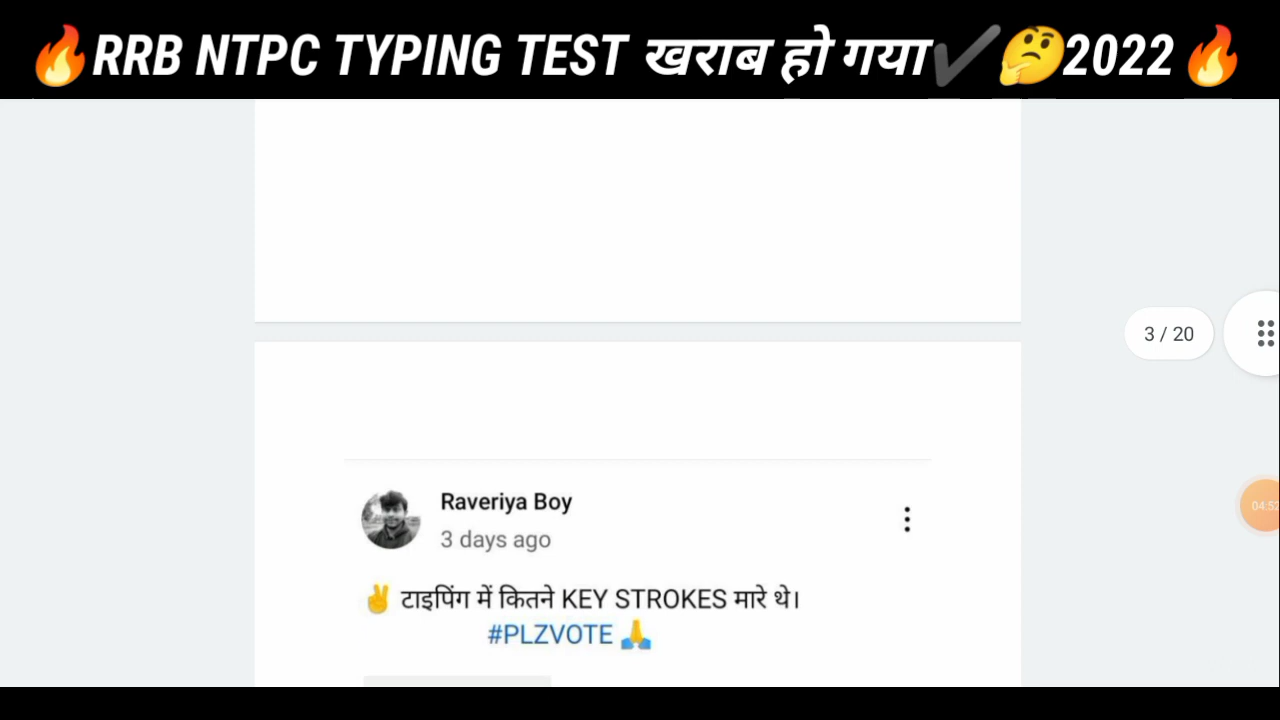 🔥RRB NTPC TYPING TEST खराब हो गया✔🤔2022🔥
3 / 20
Raveriya Boy
3 days ago
✌ टाइपिंग में कितने KEY STROKES मारे थे।
#PLZVOTE 🙏